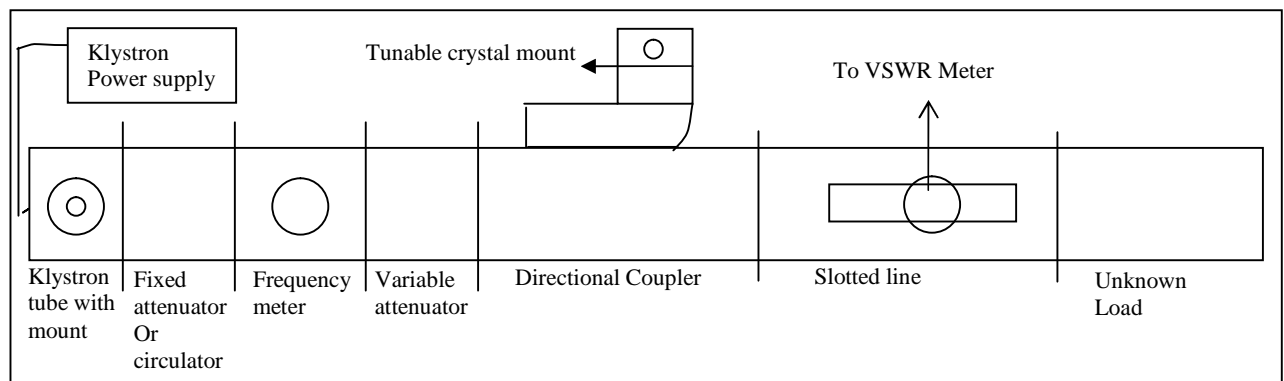 Klystron
Power supply
Tunable crystal mount
To VSWR Meter
Klystron
tube with
mount
Fixed
attenuator
Or
circulator
Frequency
meter
Variable
attenuator
Directional Coupler
Slotted line
Unknown
Load